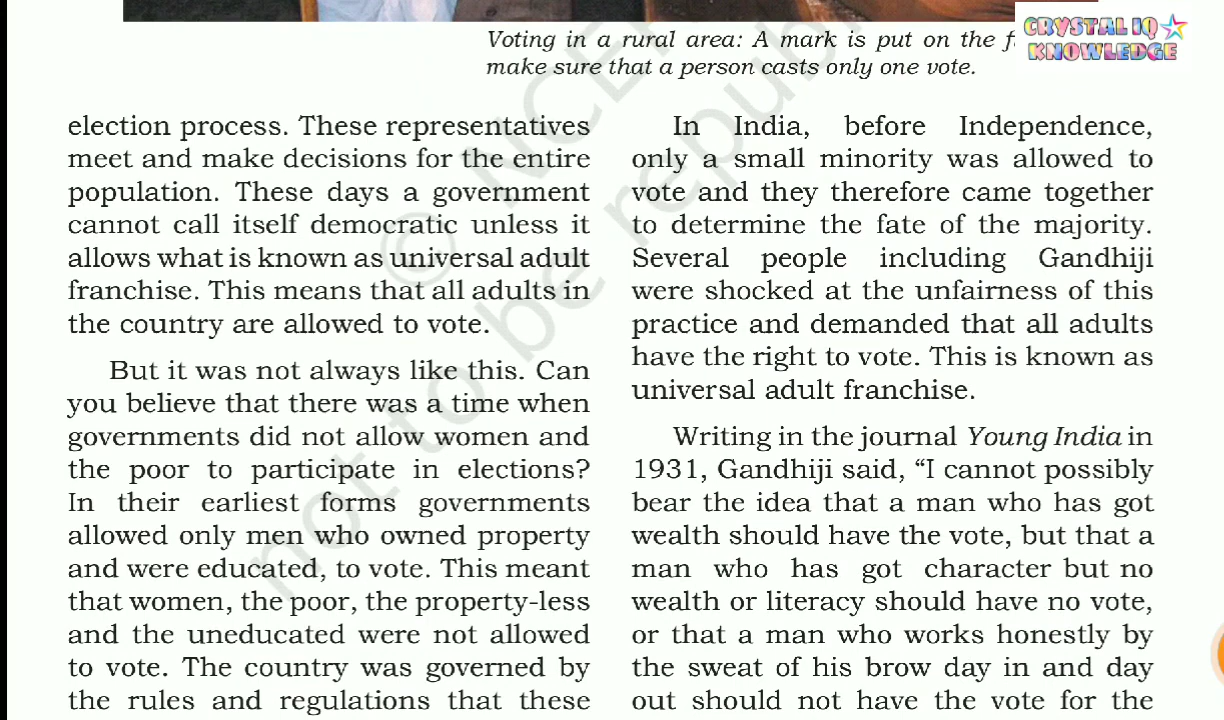 Voting in a rural area: A mark is put on the
make sure that a person casts only one vote.
CRYSTAL IQ
KNOWLEDGE
election process. These representatives
meet and make decisions for the entire
population. These days a government
cannot call itself democratic unless it
allows what is known as universal adult
franchise. This means that all adults in
the country are allowed to vote.
But it was not always like this. Can
you believe that there was a time when
governments did not allow women and
the poor to participate in elections?
In their earliest forms governments
allowed only men who owned property
and were educated, to vote. This meant
that women, the poor, the property-less
and the uneducated were not allowed
to vote. The country was governed by
the rules and regulations that these
In India, before Independence,
only a small minority was allowed to
vote and they therefore came together
to determine the fate of the majority.
Several people including Gandhiji
were shocked at the unfairness of this
practice and demanded that all adults
have the right to vote. This is known as
universal adult franchise.
Writing in the journal Young India in
1931, Gandhiji said, “I cannot possibly
bear the idea that a man who has got
wealth should have the vote, but that a
man who has got character but no
wealth or literacy should have no vote,
or that a man who works honestly by
the sweat of his brow day in and day
out should not have the vote for the
© NCE
not to be republ